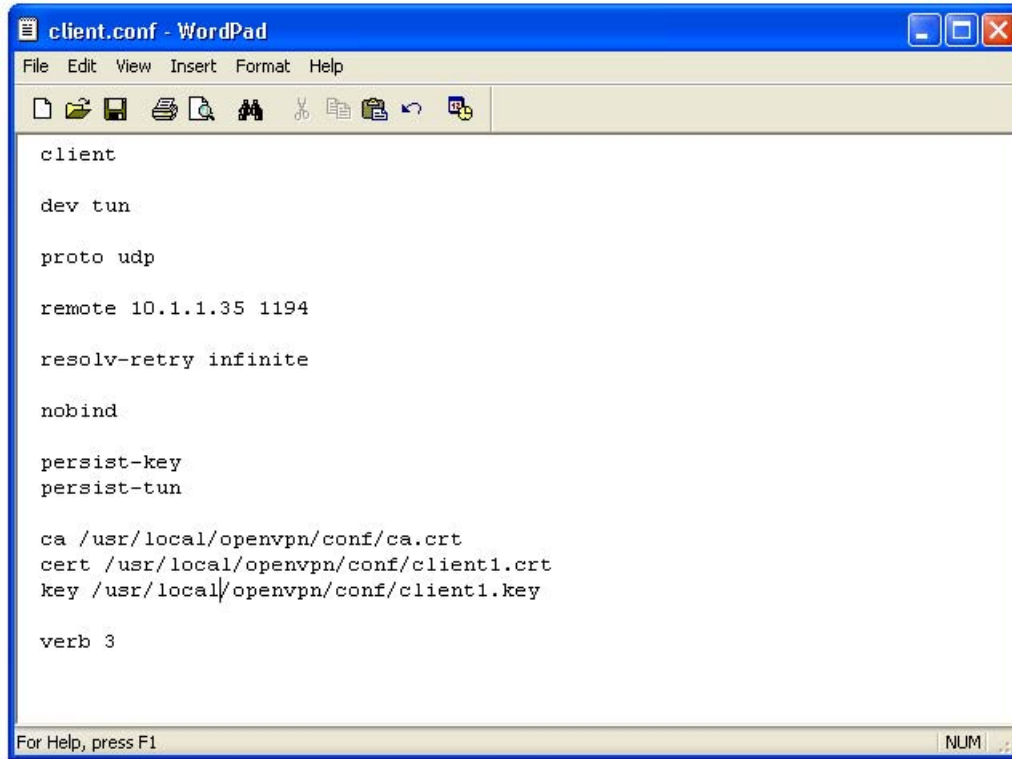 client.conf - WordPad
File Edit View Insert Format Help
client
dev tun
proto udp
remote 10.1.1.35 1194
resolv-retry infinite
nobind
persist-key
persist-tun
ca /usr/local/openvpn/conf/ca.crt
cert /usr/local/openvpn/conf/client1.crt
key /usr/local/openvpn/conf/client1.key
verb 3
For Help, press F1 NUM